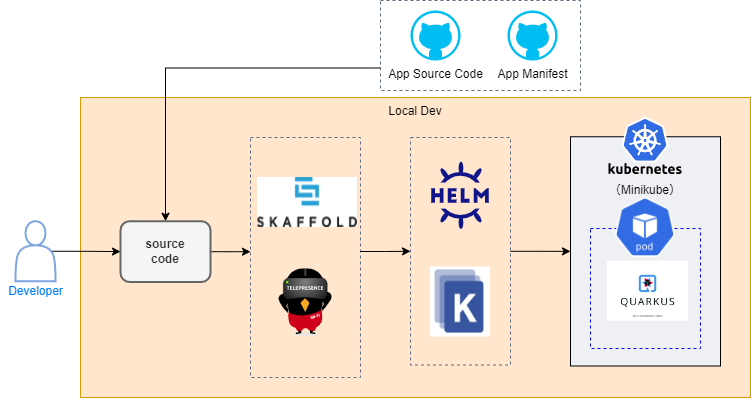 App Source Code
App Manifest
Local Dev
SKAFFOLD
HELM
kubernetes
(Minikube)
source
code
pod
Developer
TELEPRESENCE
K
QUARKUS